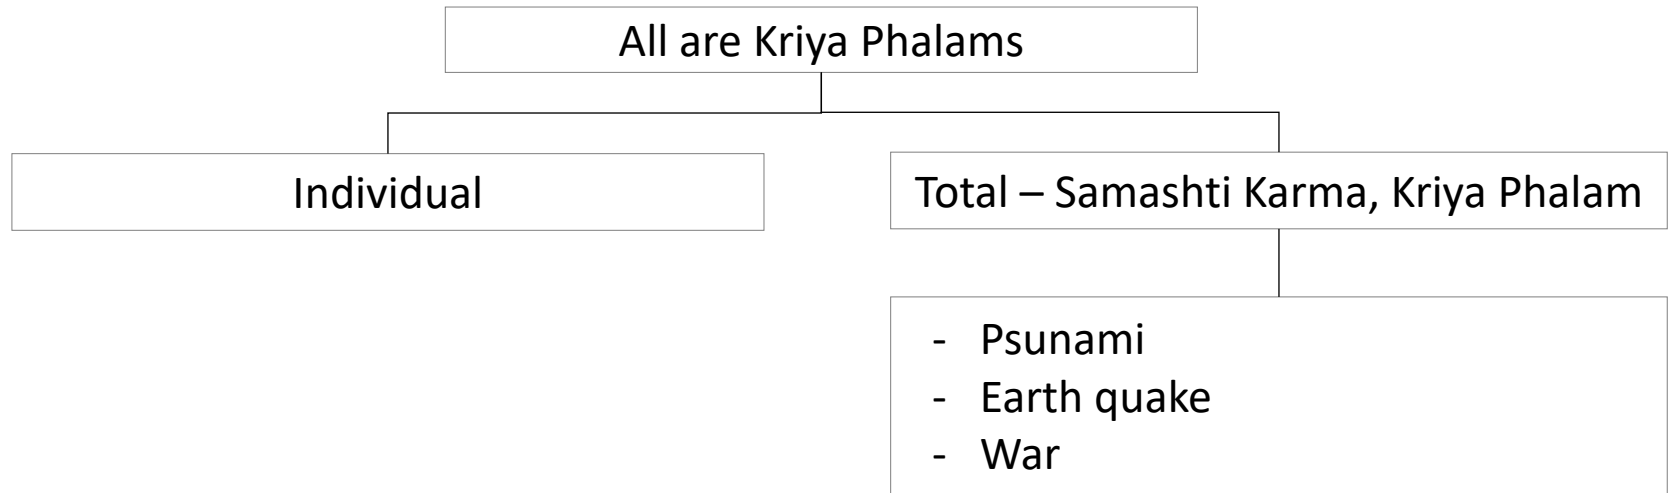 All are Kriya Phalams
Individual
Total – Samashti Karma, Kriya Phalam
- Psunami
- Earth quake
- War